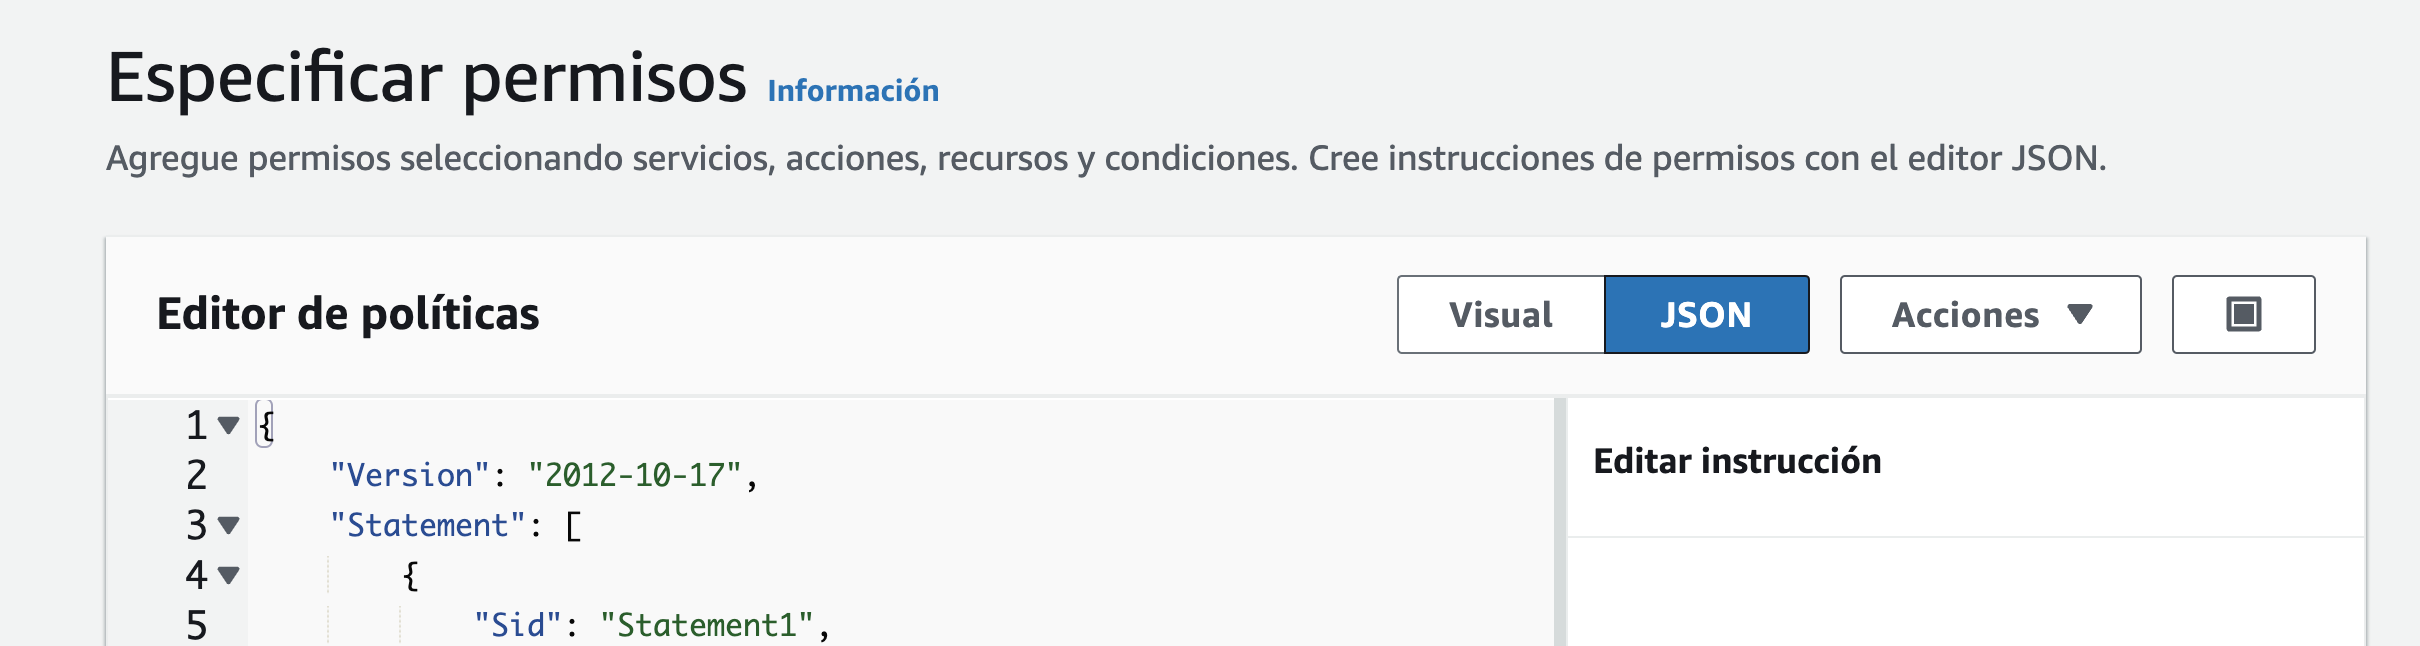 Especificar permisos Información
Agregue permisos seleccionando servicios, acciones, recursos y condiciones. Cree instrucciones de permisos con el editor JSON.
Editor de políticas
Visual JSON Acciones
1 {
2 "Version": "2012-10-17",
3 "Statement": [
4 {
5 "Sid": "Statement1",
Editar instrucción